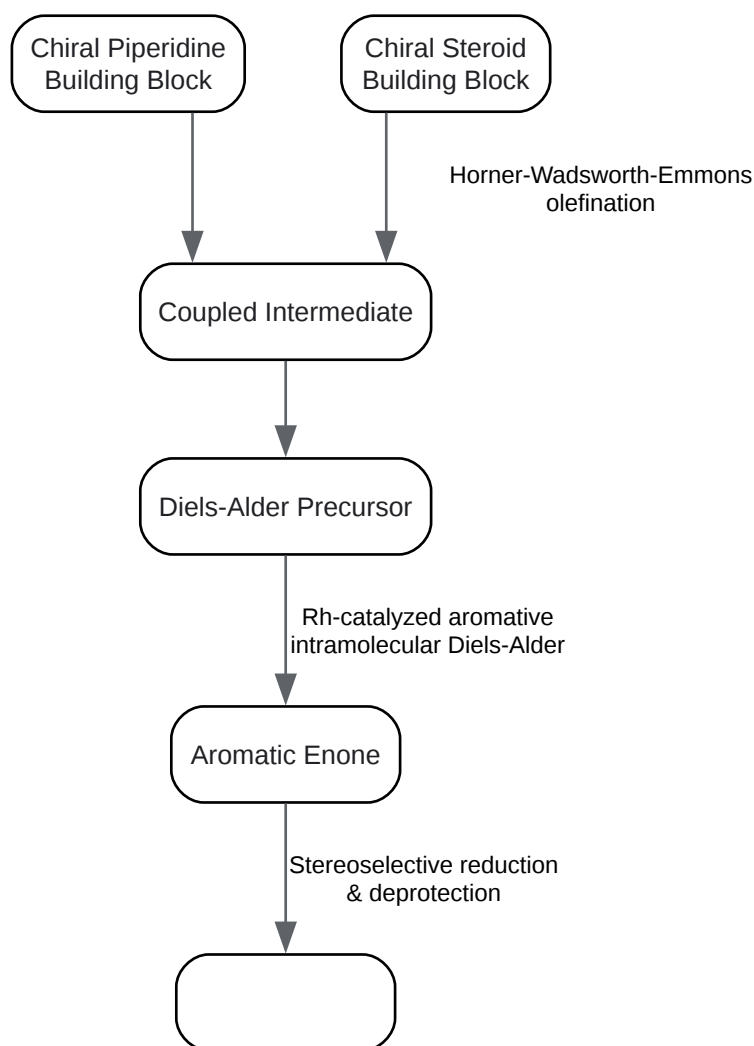 Chiral Piperidine
Building Block
Chiral Steroid
Building Block
Horner-Wadsworth-Emmons
olefination
Coupled Intermediate
Diels-Alder Precursor
Rh-catalyzed aromative
intramolecular Diels-Alder
Aromatic Enone
Stereoselective reduction
& deprotection